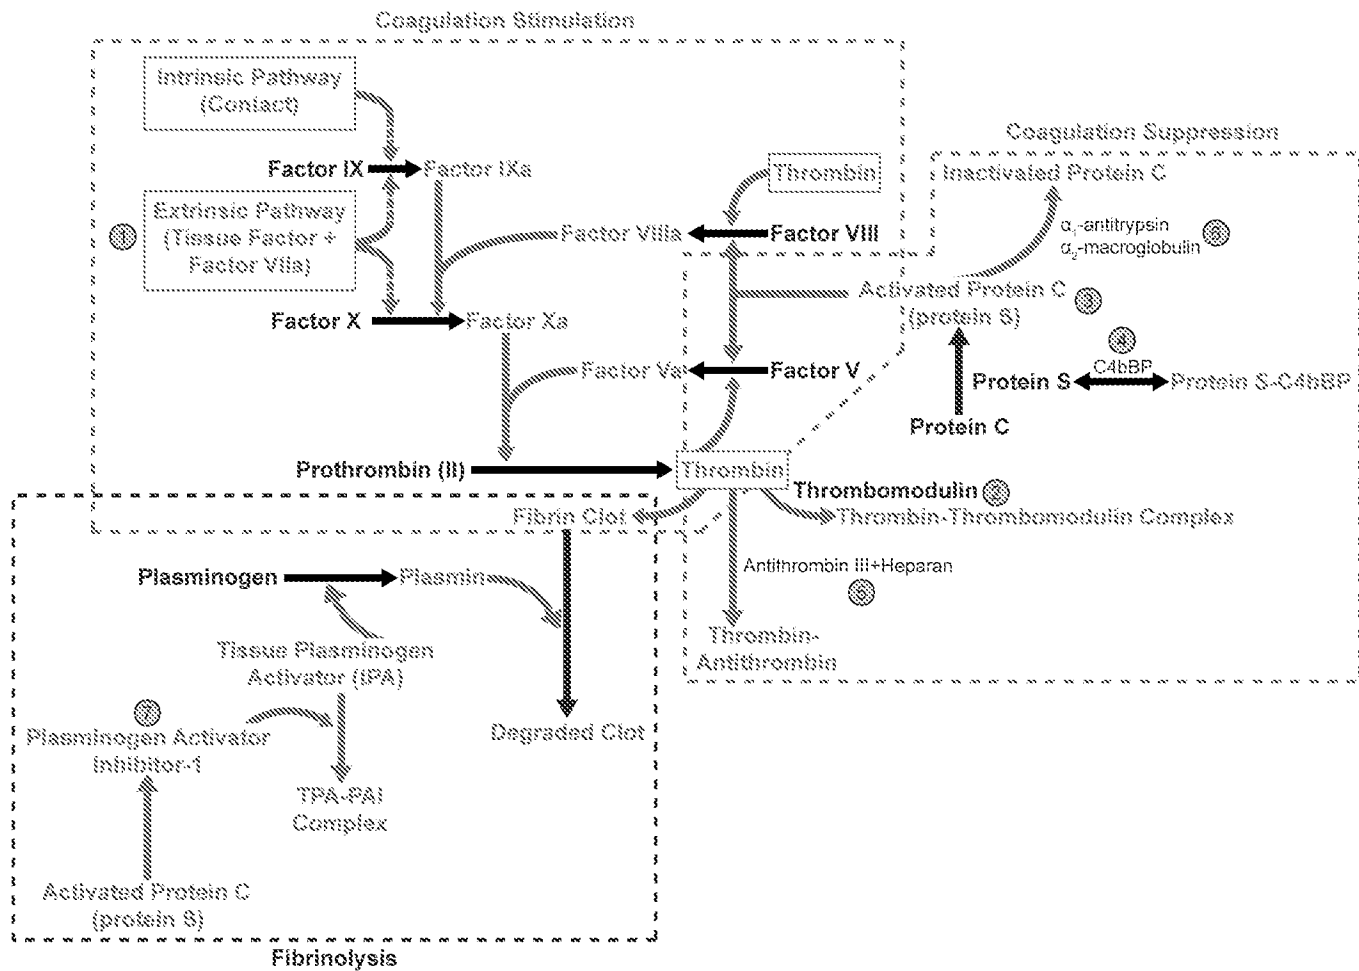 Coagulation Stimulation
Intrinsic Pathway
(Contact)
Coagulation Suppression
Factor IX
Factor IXa
Thrombin
Inactivated Protein C
1
Extrinsic Pathway
(Tissue Factor +
Factor VIIa)
Factor VIIIa
Factor VIII
α1-antitrypsin
α2-macroglobulin
Activated Protein C
(protein S)
3
Factor X
Factor Xa
4
C4bBP
Factor Va
Factor V
Protein S
Protein S-C4bBP
Protein C
Prothrombin (II)
Thrombin
Thrombomodulin
2
Fibrin Clot
Thrombin-Thrombomodulin Complex
Plasminogen
Plasmin
Antithrombin III+Heparan
Tissue Plasminogen
Activator (tPA)
Thrombin-
Antithrombin
7
Plasminogen Activator
Inhibitor-1
Degraded Clot
TPA-PAI
Complex
Activated Protein C
(protein S)
Fibrinolysis